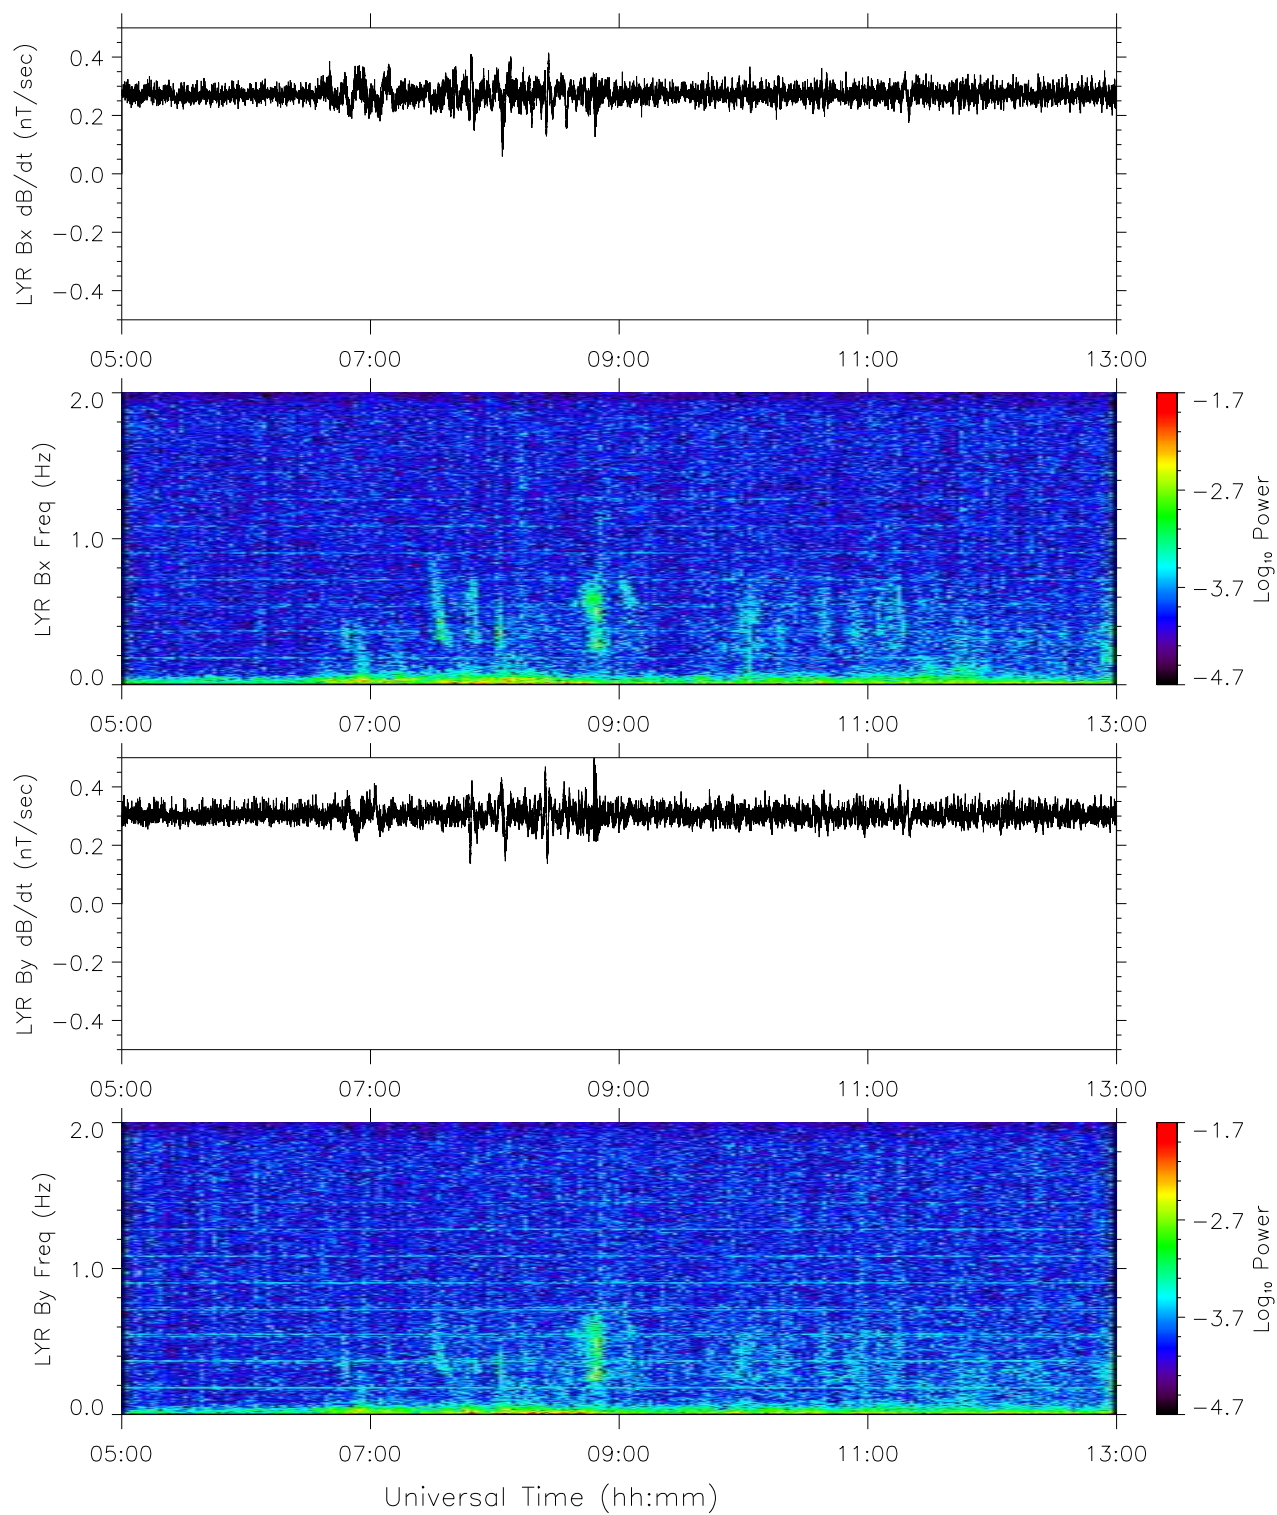 LYR Bx dB/dt (nT/sec)
0.4
0.2
0.0
−0.2
−0.4
05:00 07:00 09:00 11:00 13:00
LYR Bx Freq (Hz)
2.0
1.0
0.0
−1.7
−2.7
−3.7
−4.7
Log₁₀ Power
05:00 07:00 09:00 11:00 13:00
LYR By dB/dt (nT/sec)
0.4
0.2
0.0
−0.2
−0.4
05:00 07:00 09:00 11:00 13:00
LYR By Freq (Hz)
2.0
1.0
0.0
−1.7
−2.7
−3.7
−4.7
Log₁₀ Power
05:00 07:00 09:00 11:00 13:00
Universal Time (hh:mm)